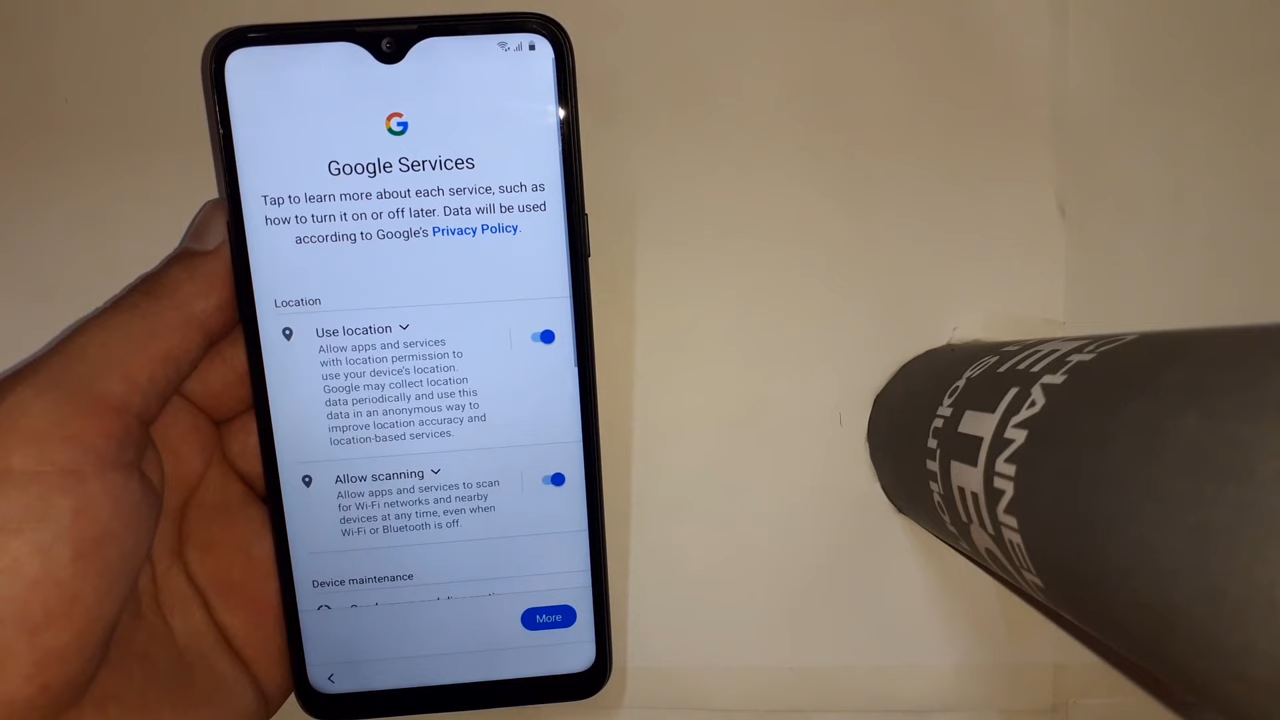 Google Services
Tap to learn more about each service, such as
how to turn it on or off later. Data will be used
according to Google's Privacy Policy.
Location
Use location
Allow apps and services
with location permission to
use your device's location.
Google may collect location
data periodically and use this
data in an anonymous way to
improve location accuracy and
location-based services.
Allow scanning
Allow apps and services to scan
for Wi-Fi networks and nearby
devices at any time, even when
Wi-Fi or Bluetooth is off.
Device maintenance
More
CHANNEL